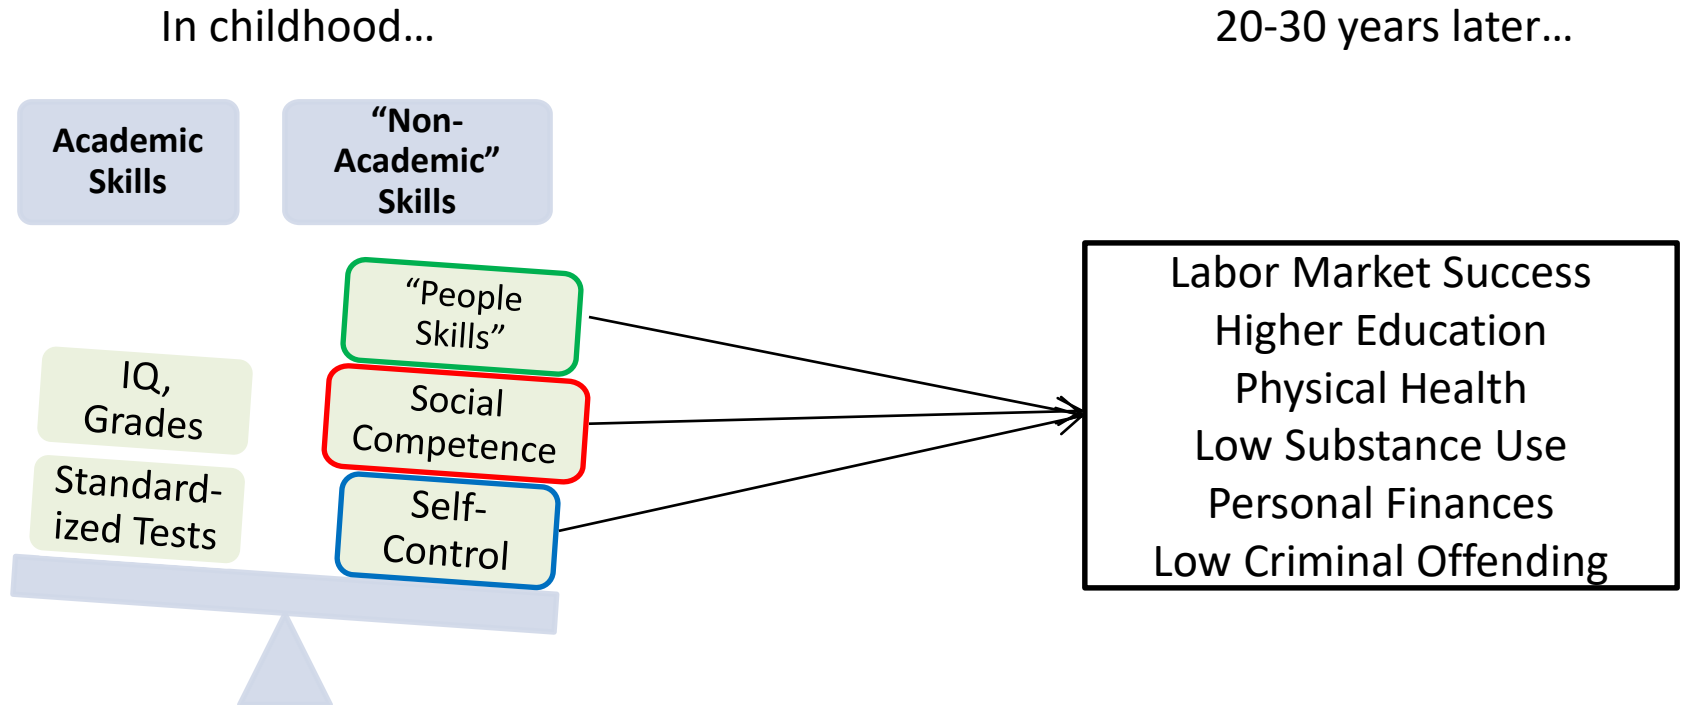 In childhood…
20-30 years later…
Academic
Skills
“Non-
Academic”
Skills
“People
Skills”
Social
Competence
Self-
Control
IQ,
Grades
Standard-
ized Tests
Labor Market Success
Higher Education
Physical Health
Low Substance Use
Personal Finances
Low Criminal Offending